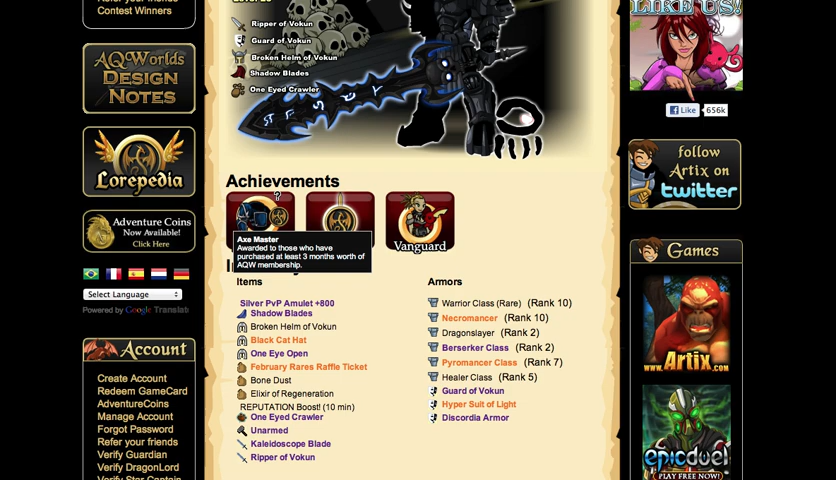 Refer your friends
Contest Winners
AQWorlds
DESIGN
NOTES
Lorepedia
Adventure Coins
Now Available!
Click Here
Select Language
Powered by Google Translate
Account
Create Account
Redeem GameCard
AdventureCoins
Manage Account
Forgot Password
Refer your friends
Verify Guardian
Verify DragonLord
Verify Star Captain
Ripper of Vokun
Guard of Vokun
Broken Helm of Vokun
Shadow Blades
One Eyed Crawler
Achievements
?
Vanguard
Axe Master
Awarded to those who have
purchased at least 3 months worth of
AQW membership.
Items
Silver PvP Amulet +800
Shadow Blades
Broken Helm of Vokun
Black Cat Hat
One Eye Open
February Rares Raffle Ticket
Bone Dust
Elixir of Regeneration
REPUTATION Boost! (10 min)
One Eyed Crawler
Unarmed
Kaleidoscope Blade
Ripper of Vokun
Armors
Warrior Class (Rare) (Rank 10)
Necromancer (Rank 10)
Dragonslayer (Rank 2)
Berserker Class (Rank 2)
Pyromancer Class (Rank 7)
Healer Class (Rank 5)
Guard of Vokun
Hyper Suit of Light
Discordia Armor
LIKE US!
Like 656k
follow
Artix on
twitter
Games
www.Artix.com
epicduel
PLAY FREE NOW!